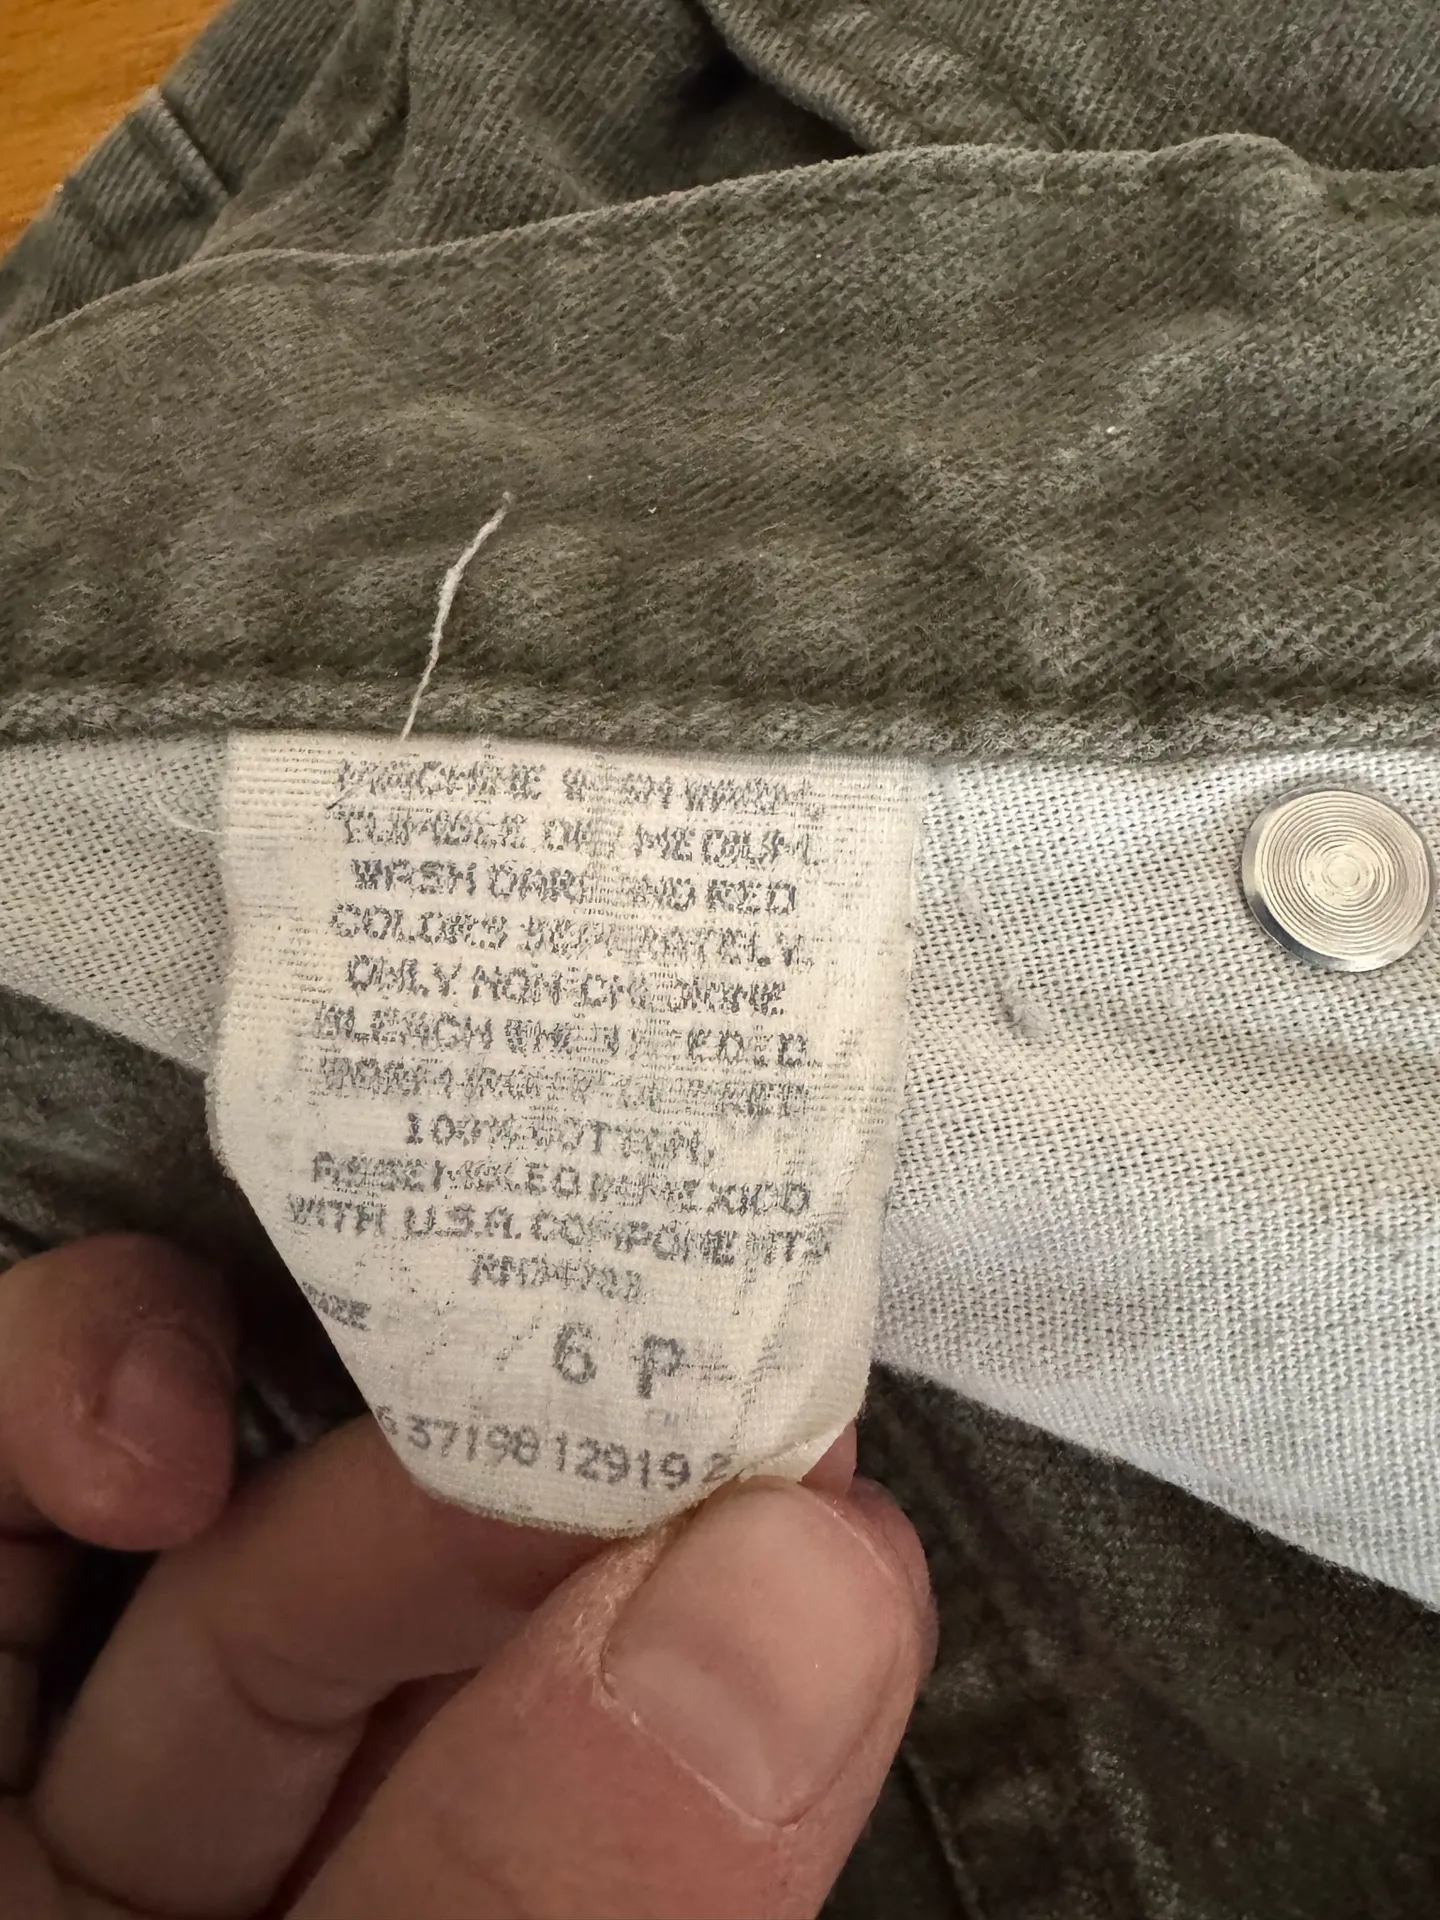 MACHINE WASH WARM,
TUMBLE DRY MEDIUM.
WASH DARK AND RED
COLORS SEPARATELY.
ONLY NON-CHLORINE
BLEACH WHEN NEEDED.
100% COTTON,
ASSEMBLED IN MEXICO
WITH U.S.A. COMPONENTS
SIZE
6 P
637198129192